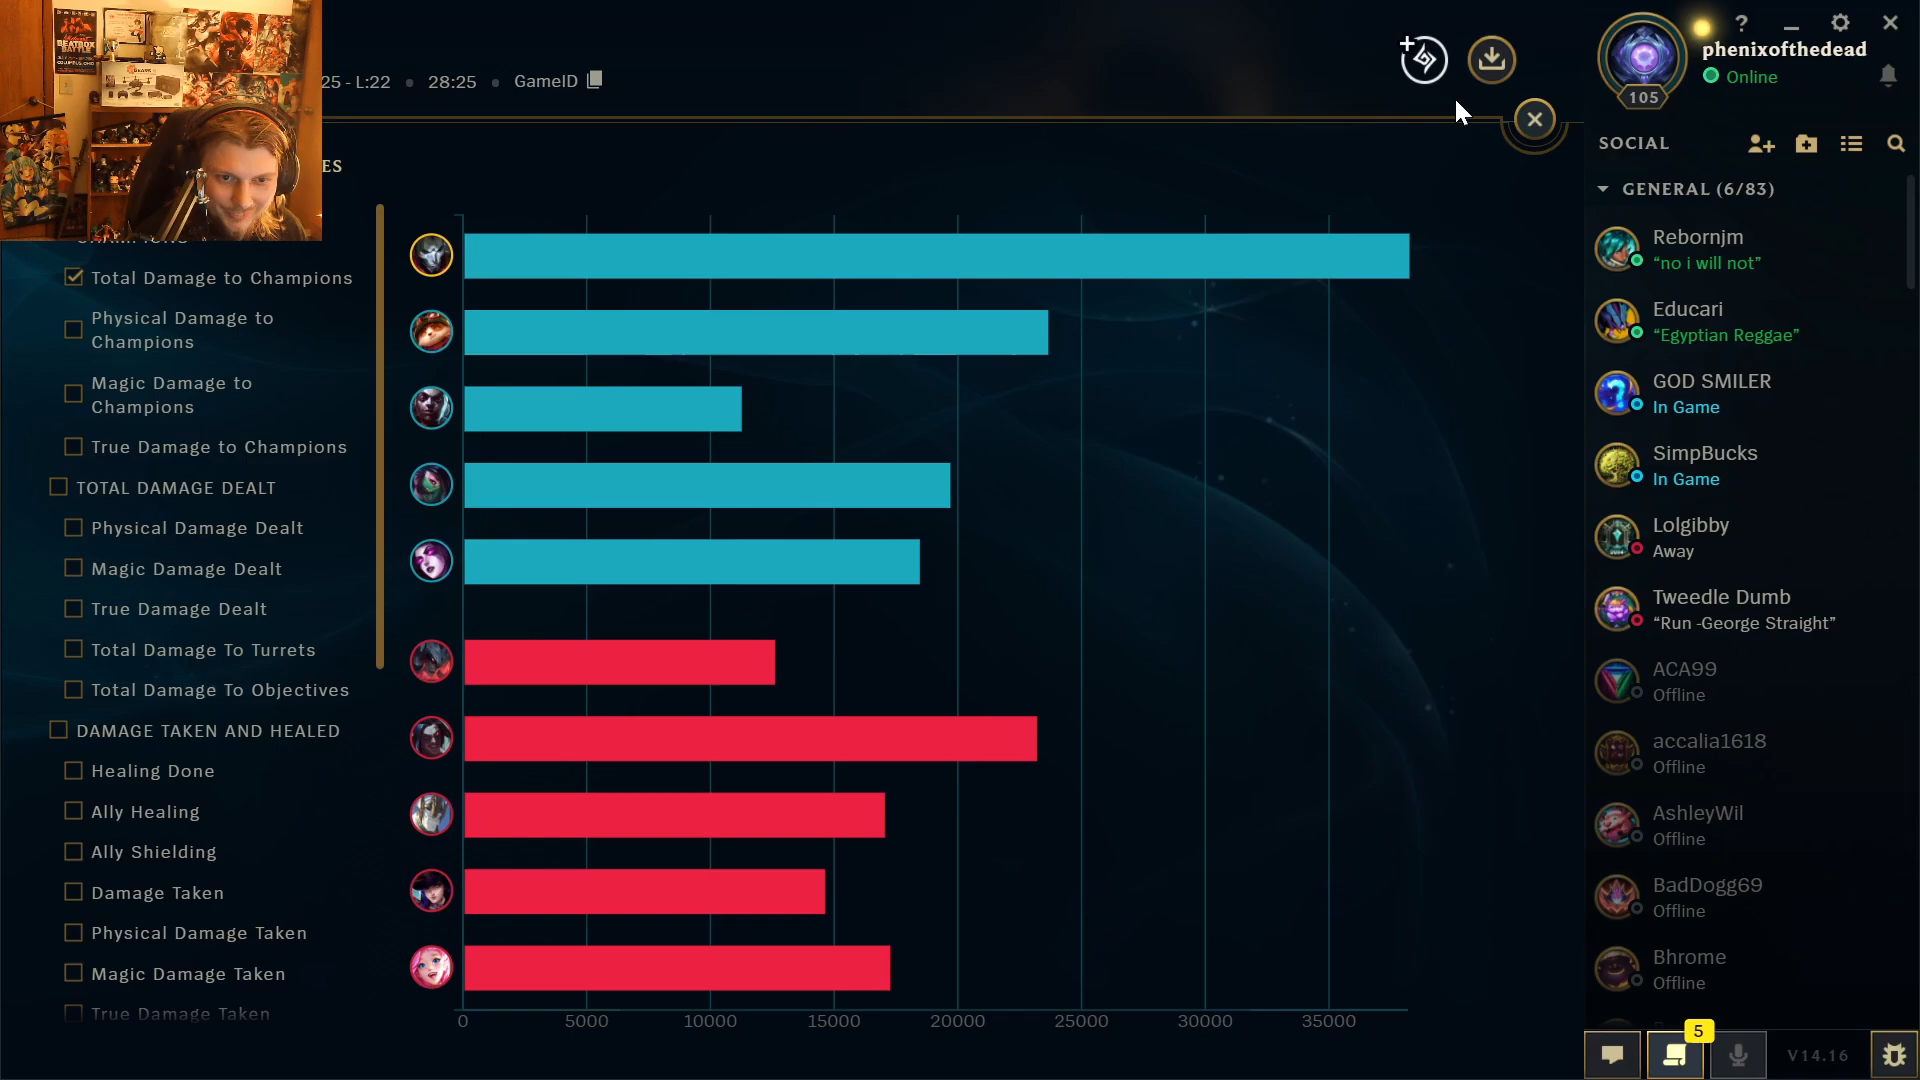 BEATBOX
BATTLE
25 - L:22
28:25
GameID
ES
Total Damage to Champions
Physical Damage to
Champions
Magic Damage to
Champions
True Damage to Champions
TOTAL DAMAGE DEALT
Physical Damage Dealt
Magic Damage Dealt
True Damage Dealt
Total Damage To Turrets
Total Damage To Objectives
DAMAGE TAKEN AND HEALED
Healing Done
Ally Healing
Ally Shielding
Damage Taken
Physical Damage Taken
Magic Damage Taken
True Damage Taken
0 5000 10000 15000 20000 25000 30000 35000
?
phenixofthedead
Online
105
SOCIAL
GENERAL (6/83)
Rebornjm
“no i will not”
Educari
“Egyptian Reggae”
GOD SMILER
In Game
SimpBucks
In Game
Lolgibby
Away
Tweedle Dumb
“Run -George Straight”
ACA99
Offline
accalia1618
Offline
AshleyWil
Offline
BadDogg69
Offline
Bhrome
Offline
5
V14.16